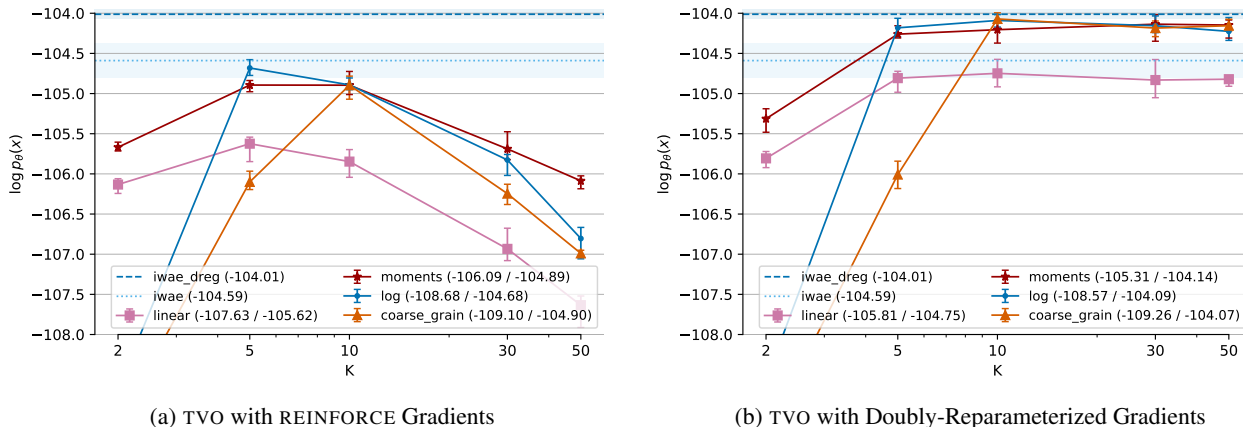 −104.0
−104.5
−105.0
−105.5
−106.0
−106.5
−107.0
−107.5
−108.0
log pθ(x)
iwae_dreg (-104.01)
iwae (-104.59)
linear (-107.63 / -105.62)
moments (-106.09 / -104.89)
log (-108.68 / -104.68)
coarse_grain (-109.10 / -104.90)
2
5
10
30
50
K
(a) TVO with REINFORCE Gradients
−104.0
−104.5
−105.0
−105.5
−106.0
−106.5
−107.0
−107.5
−108.0
log pθ(x)
iwae_dreg (-104.01)
iwae (-104.59)
linear (-105.81 / -104.75)
moments (-105.31 / -104.14)
log (-108.57 / -104.09)
coarse_grain (-109.26 / -104.07)
2
5
10
30
50
K
(b) TVO with Doubly-Reparameterized Gradients